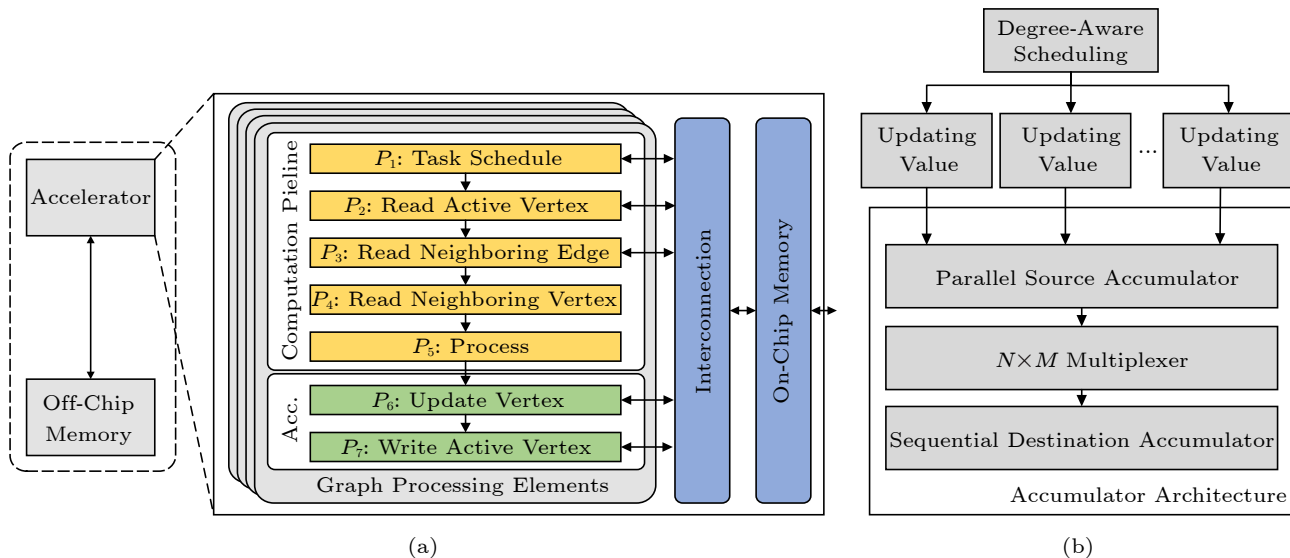 Accelerator
Off-Chip
Memory
Computation Pieline
P1: Task Schedule
P2: Read Active Vertex
P3: Read Neighboring Edge
P4: Read Neighboring Vertex
P5: Process
Acc.
P6: Update Vertex
P7: Write Active Vertex
Graph Processing Elements
Interconnection
On-Chip Memory
(a)
Degree-Aware
Scheduling
Updating
Value
Updating
Value
...
Updating
Value
Parallel Source Accumulator
N×M Multiplexer
Sequential Destination Accumulator
Accumulator Architecture
(b)